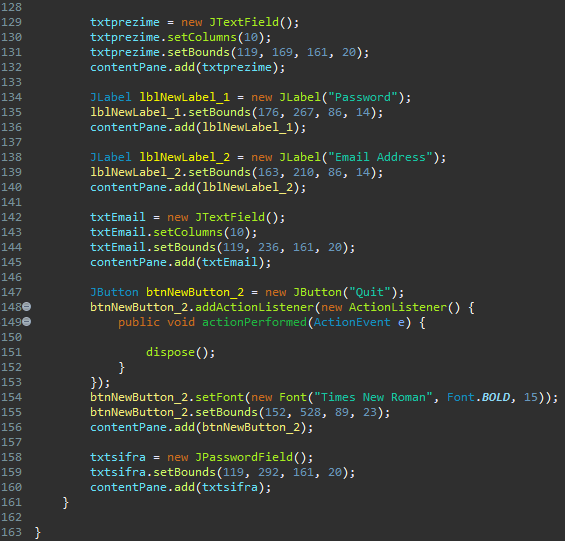 128
129 txtprezime = new JTextField();
130 txtprezime.setColumns(10);
131 txtprezime.setBounds(119, 169, 161, 20);
132 contentPane.add(txtprezime);
133
134 JLabel lblNewLabel_1 = new JLabel("Password");
135 lblNewLabel_1.setBounds(176, 267, 86, 14);
136 contentPane.add(lblNewLabel_1);
137
138 JLabel lblNewLabel_2 = new JLabel("Email Address");
139 lblNewLabel_2.setBounds(163, 210, 86, 14);
140 contentPane.add(lblNewLabel_2);
141
142 txtEmail = new JTextField();
143 txtEmail.setColumns(10);
144 txtEmail.setBounds(119, 236, 161, 20);
145 contentPane.add(txtEmail);
146
147 JButton btnNewButton_2 = new JButton("Quit");
148 btnNewButton_2.addActionListener(new ActionListener() {
149 public void actionPerformed(ActionEvent e) {
150
151 dispose();
152 }
153 });
154 btnNewButton_2.setFont(new Font("Times New Roman", Font.BOLD, 15));
155 btnNewButton_2.setBounds(152, 528, 89, 23);
156 contentPane.add(btnNewButton_2);
157
158 txtsifra = new JPasswordField();
159 txtsifra.setBounds(119, 292, 161, 20);
160 contentPane.add(txtsifra);
161 }
162
163 }